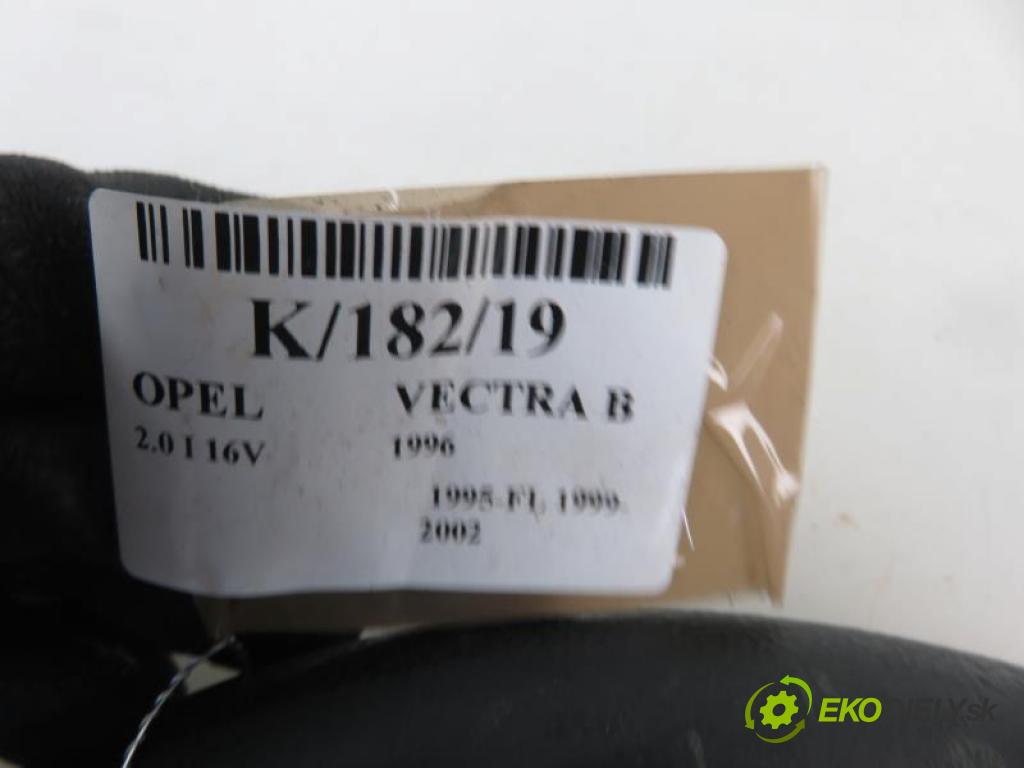 K/182/19
OPEL VECTRA B
2.0 I 16V 1996
1995-FL 1999-
2002
EKODIELY.sk